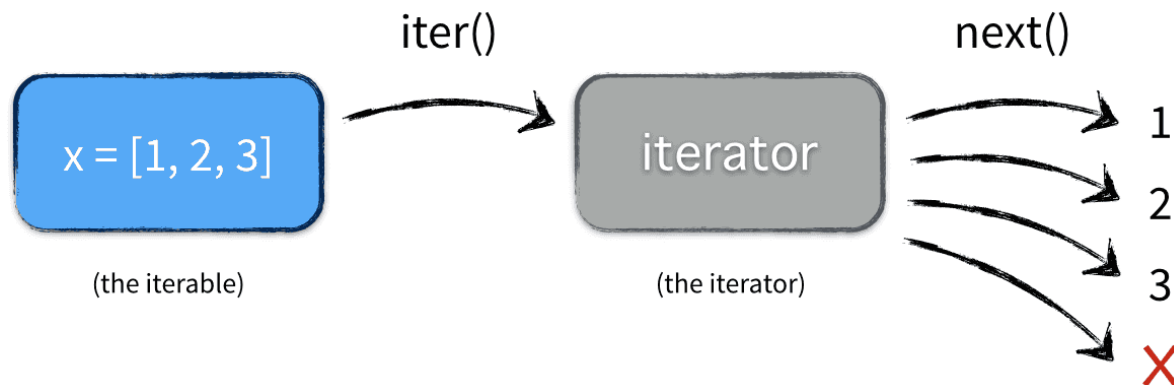 iter()
next()
x = [1, 2, 3]
iterator
1
2
3
X
(the iterable)
(the iterator)